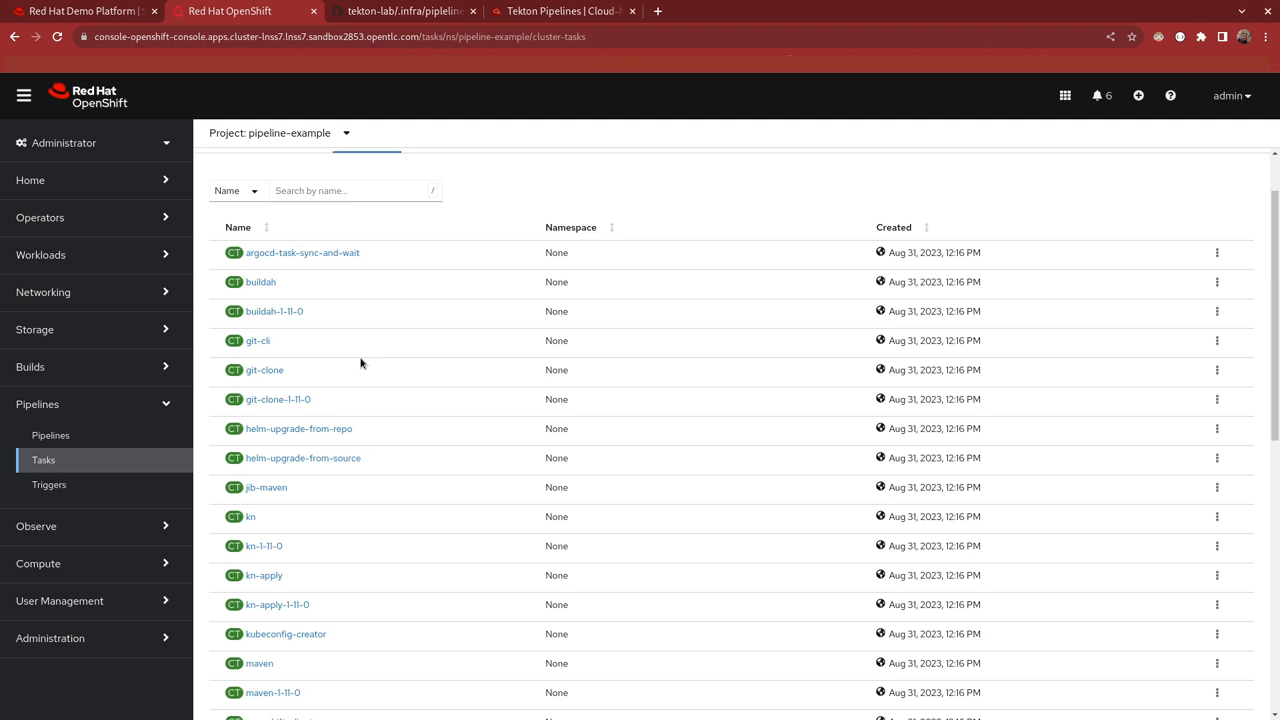 Red Hat Demo Platform | S
Red Hat OpenShift
tekton-lab/.infra/pipleline
Tekton Pipelines | Cloud-N
console-openshift-console.apps.cluster-lnss7.lnss7.sandbox2853.opentlc.com/tasks/ns/pipeline-example/cluster-tasks
Red Hat
OpenShift
6
admin
Administrator
Home
Operators
Workloads
Networking
Storage
Builds
Pipelines
Pipelines
Tasks
Triggers
Observe
Compute
User Management
Administration
Project: pipeline-example
Name
Search by name...
/
Name Namespace Created
CT argocd-task-sync-and-wait None Aug 31, 2023, 12:16 PM
CT buildah None Aug 31, 2023, 12:16 PM
CT buildah-1-11-0 None Aug 31, 2023, 12:16 PM
CT git-cli None Aug 31, 2023, 12:16 PM
CT git-clone None Aug 31, 2023, 12:16 PM
CT git-clone-1-11-0 None Aug 31, 2023, 12:16 PM
CT helm-upgrade-from-repo None Aug 31, 2023, 12:16 PM
CT helm-upgrade-from-source None Aug 31, 2023, 12:16 PM
CT jib-maven None Aug 31, 2023, 12:16 PM
CT kn None Aug 31, 2023, 12:16 PM
CT kn-1-11-0 None Aug 31, 2023, 12:16 PM
CT kn-apply None Aug 31, 2023, 12:16 PM
CT kn-apply-1-11-0 None Aug 31, 2023, 12:16 PM
CT kubeconfig-creator None Aug 31, 2023, 12:16 PM
CT maven None Aug 31, 2023, 12:16 PM
CT maven-1-11-0 None Aug 31, 2023, 12:16 PM